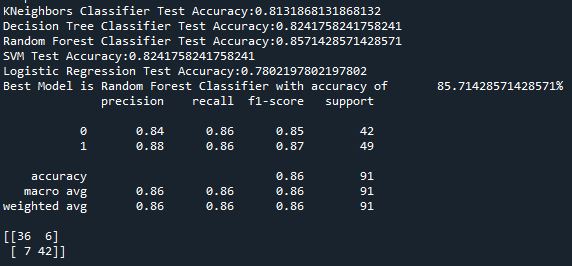 KNeighbors Classifier Test Accuracy:0.8131868131868132
Decision Tree Classifier Test Accuracy:0.8241758241758241
Random Forest Classifier Test Accuracy:0.8571428571428571
SVM Test Accuracy:0.8241758241758241
Logistic Regression Test Accuracy:0.7802197802197802
Best Model is Random Forest Classifier with accuracy of 85.71428571428571%
precision recall f1-score support
0 0.84 0.86 0.85 42
1 0.88 0.86 0.87 49
accuracy 0.86 91
macro avg 0.86 0.86 0.86 91
weighted avg 0.86 0.86 0.86 91
[[36 6]
[ 7 42]]